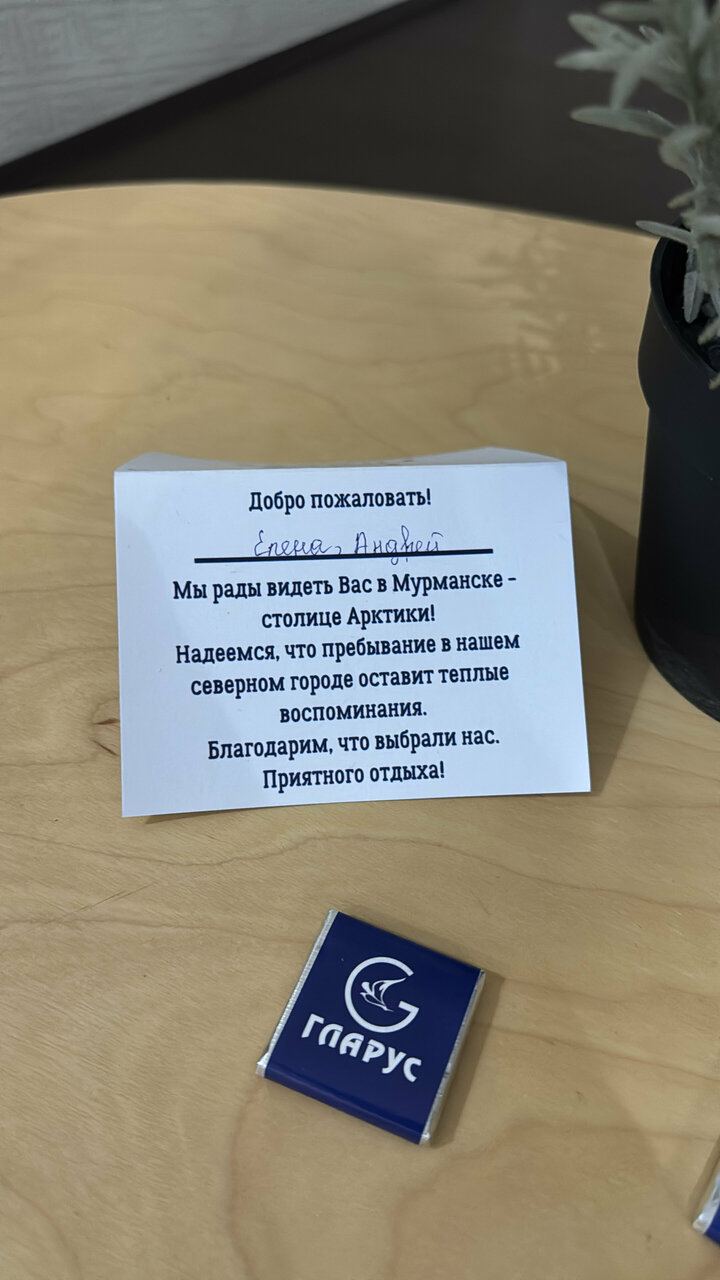 Добро пожаловать!
Елена, Андрей
Мы рады видеть Вас в Мурманске –
столице Арктики!
Надеемся, что пребывание в нашем
северном городе оставит теплые
воспоминания.
Благодарим, что выбрали нас.
Приятного отдыха!
ГЛАРУС